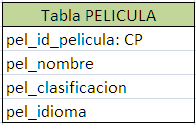 Tabla PELICULA
pel_id_pelicula: CP
pel_nombre
pel_clasificacion
pel_idioma